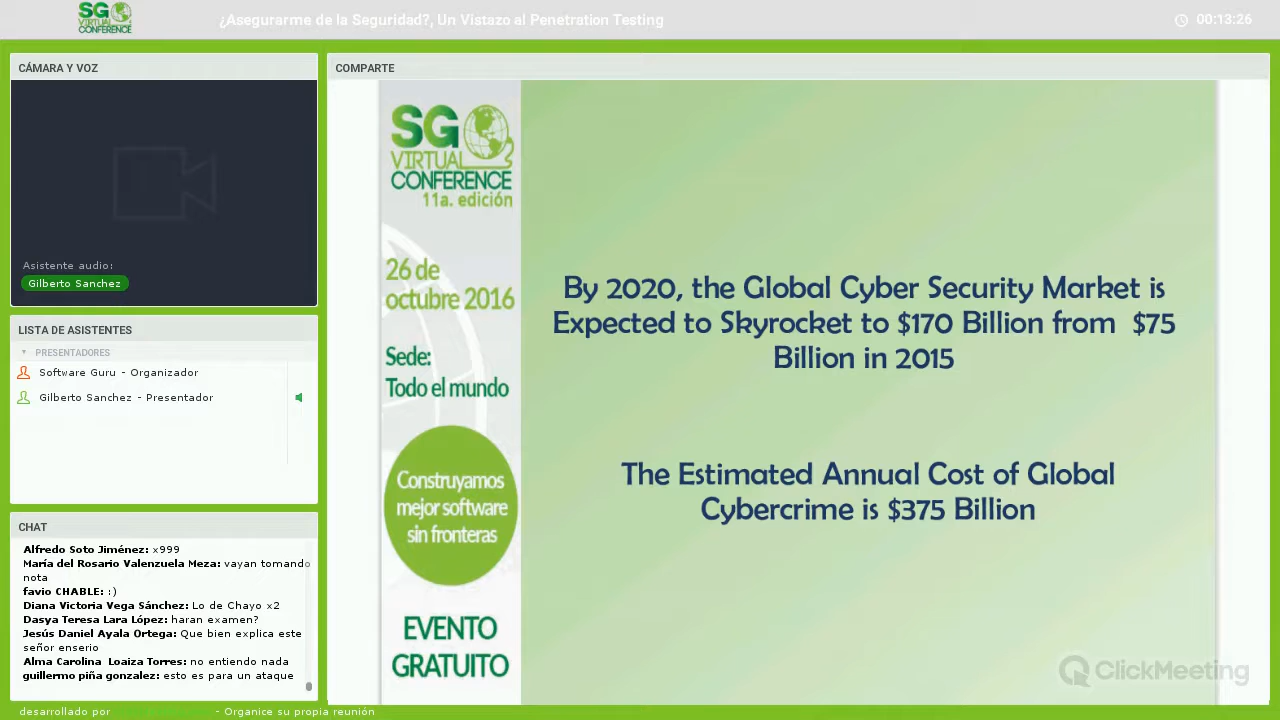 SG
VIRTUAL
CONFERENCE
¿Asegurarme de la Seguridad?, Un Vistazo al Penetration Testing
00:13:26
CÁMARA Y VOZ
Asistente audio:
Gilberto Sanchez
LISTA DE ASISTENTES
PRESENTADORES
Software Guru - Organizador
Gilberto Sanchez - Presentador
CHAT
Alfredo Soto Jiménez: x999
María del Rosario Valenzuela Meza: vayan tomando
nota
favio CHABLE: :)
Diana Victoria Vega Sánchez: Lo de Chayo x2
Dasya Teresa Lara López: haran examen?
Jesús Daniel Ayala Ortega: Que bien explica este
señor enserio
Alma Carolina Loaiza Torres: no entiendo nada
guillermo piña gonzalez: esto es para un ataque
desarrollado por - Organice su propia reunión
COMPARTE
SG
VIRTUAL
CONFERENCE
11a. edición
26 de
octubre 2016
Sede:
Todo el mundo
Construyamos
mejor software
sin fronteras
EVENTO
GRATUITO
By 2020, the Global Cyber Security Market is
Expected to Skyrocket to $170 Billion from $75
Billion in 2015
The Estimated Annual Cost of Global
Cybercrime is $375 Billion
ClickMeeting